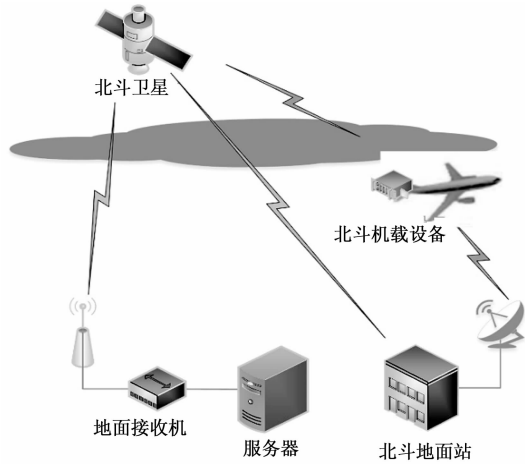 北斗卫星
北斗机载设备
地面接收机
服务器
北斗地面站